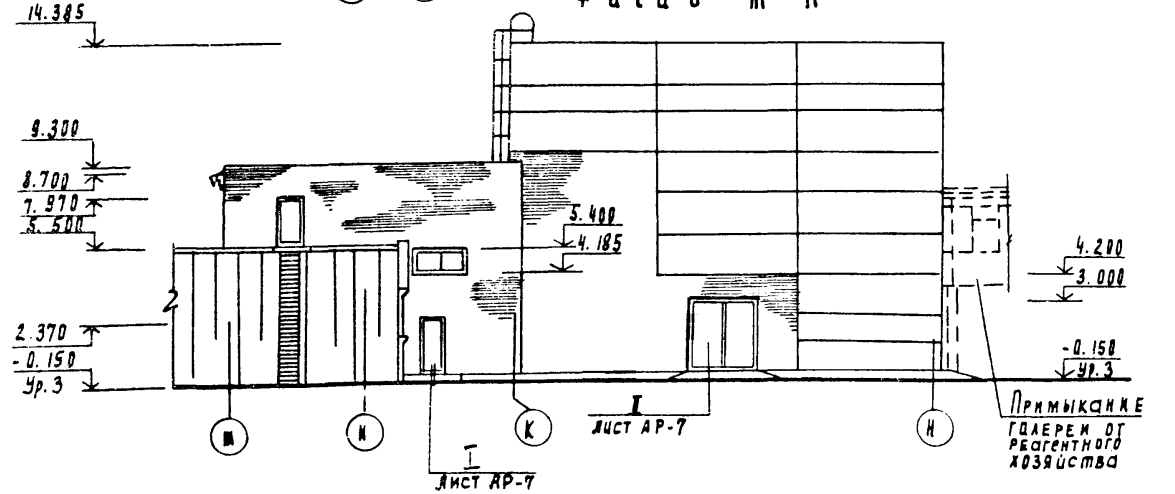 14.385
9.300
8.700
7.970
5.500
2.370
-0.150
Ур.3
5.400
4.185
4.200
3.000
-0.150
Ур.3
Ж
И
К
Н
I
Лист АР-7
II
Лист АР-7
Примыкание
галереи от
реагентного
хозяйства